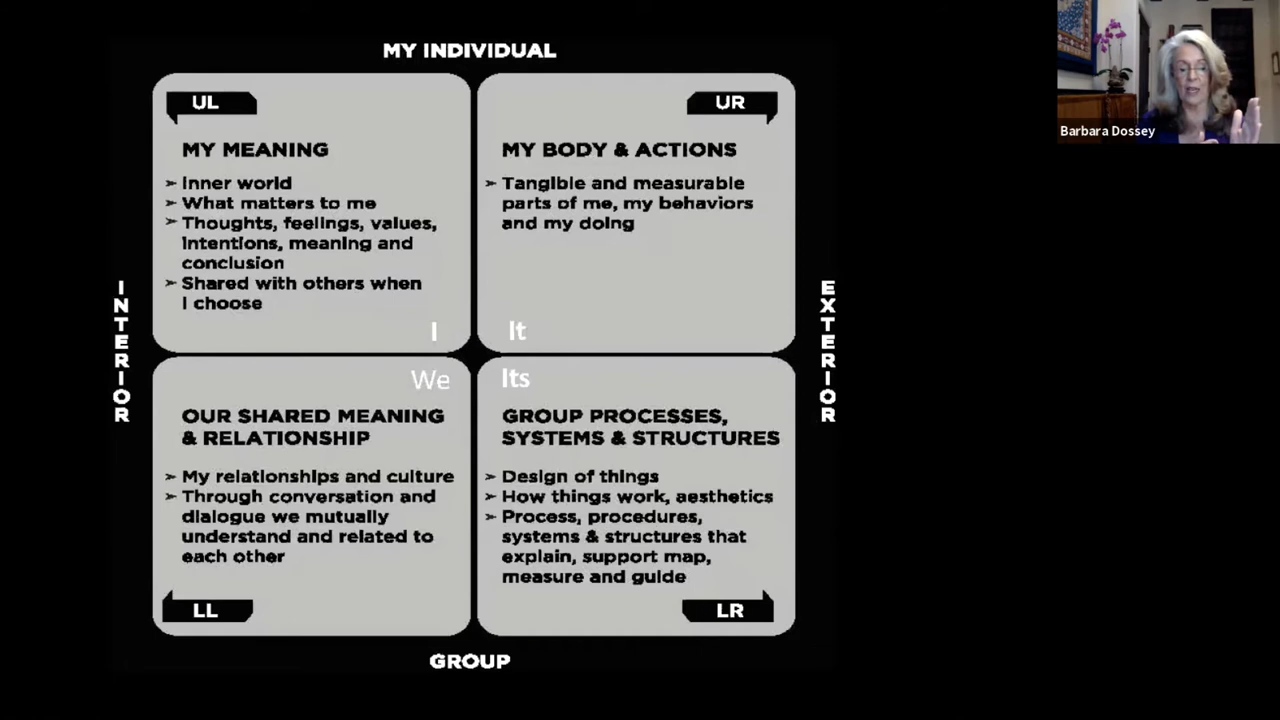 MY INDIVIDUAL
UL
MY MEANING
➢ Inner world
➢ What matters to me
➢ Thoughts, feelings, values,
intentions, meaning and
conclusion
➢ Shared with others when
I choose
I
UR
MY BODY & ACTIONS
➢ Tangible and measurable
parts of me, my behaviors
and my doing
It
INTERIOR
EXTERIOR
We
OUR SHARED MEANING
& RELATIONSHIP
➢ My relationships and culture
➢ Through conversation and
dialogue we mutually
understand and related to
each other
LL
Its
GROUP PROCESSES,
SYSTEMS & STRUCTURES
➢ Design of things
➢ How things work, aesthetics
➢ Process, procedures,
systems & structures that
explain, support map,
measure and guide
LR
GROUP
Barbara Dossey